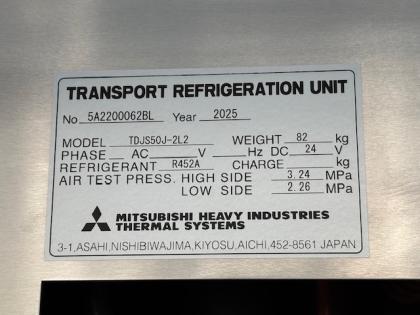 TRANSPORT REFRIGERATION UNIT
No 5A2200062BL Year 2025
MODEL TDJS50J-2L2 WEIGHT 82 kg
PHASE AC V Hz DC 24 V
REFRIGERANT R452A CHARGE kg
AIR TEST PRESS. HIGH SIDE 3.24 MPa
LOW SIDE 2.26 MPa
MITSUBISHI HEAVY INDUSTRIES
THERMAL SYSTEMS
3-1,ASAHI,NISHIBIWAJIMA,KIYOSU,AICHI,452-8561 JAPAN